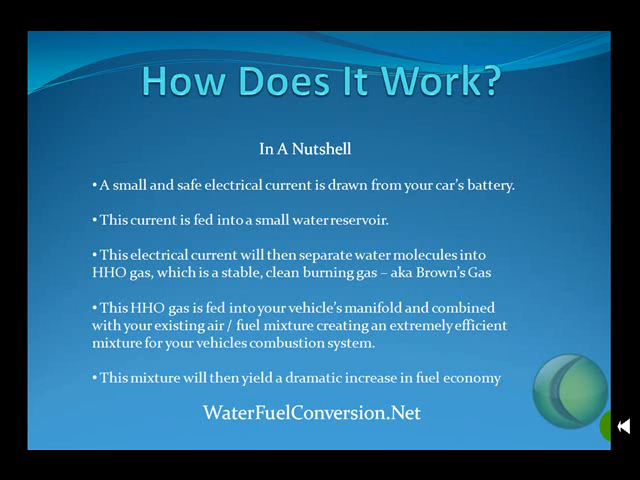 How Does It Work?
In A Nutshell
• A small and safe electrical current is drawn from your car's battery.
• This current is fed into a small water reservoir.
• This electrical current will then separate water molecules into
HHO gas, which is a stable, clean burning gas – aka Brown's Gas
• This HHO gas is fed into your vehicle's manifold and combined
with your existing air / fuel mixture creating an extremely efficient
mixture for your vehicles combustion system.
• This mixture will then yield a dramatic increase in fuel economy
WaterFuelConversion.Net